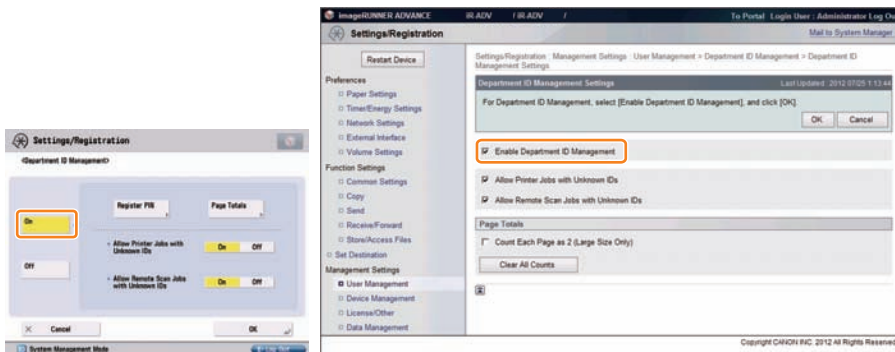 Settings/Registration
<Department ID Management>
On
Off
Register PIN
Page Totals
Allow Printer Jobs with Unknown IDs
On Off
Allow Remote Scan Jobs with Unknown IDs
On Off
Cancel
OK
System Management Mode
Log Out
imageRUNNER ADVANCE
iR-ADV / iR-ADV /
To Portal Login User : Administrator Log Ou
Settings/Registration
Mail to System Manager
Restart Device
Preferences
Paper Settings
Timer/Energy Settings
Network Settings
External Interface
Volume Settings
Function Settings
Common Settings
Copy
Send
Receive/Forward
Store/Access Files
Set Destination
Management Settings
User Management
Device Management
License/Other
Data Management
Settings/Registration : Management Settings : User Management > Department ID Management > Department ID
Management Settings
Department ID Management Settings
Last Updated : 2012 07/25 1:13:44
For Department ID Management, select [Enable Department ID Management], and click [OK].
OK Cancel
Enable Department ID Management
Allow Printer Jobs with Unknown IDs
Allow Remote Scan Jobs with Unknown IDs
Page Totals
Count Each Page as 2 (Large Size Only)
Clear All Counts
Copyright CANON INC. 2012 All Rights Reserve